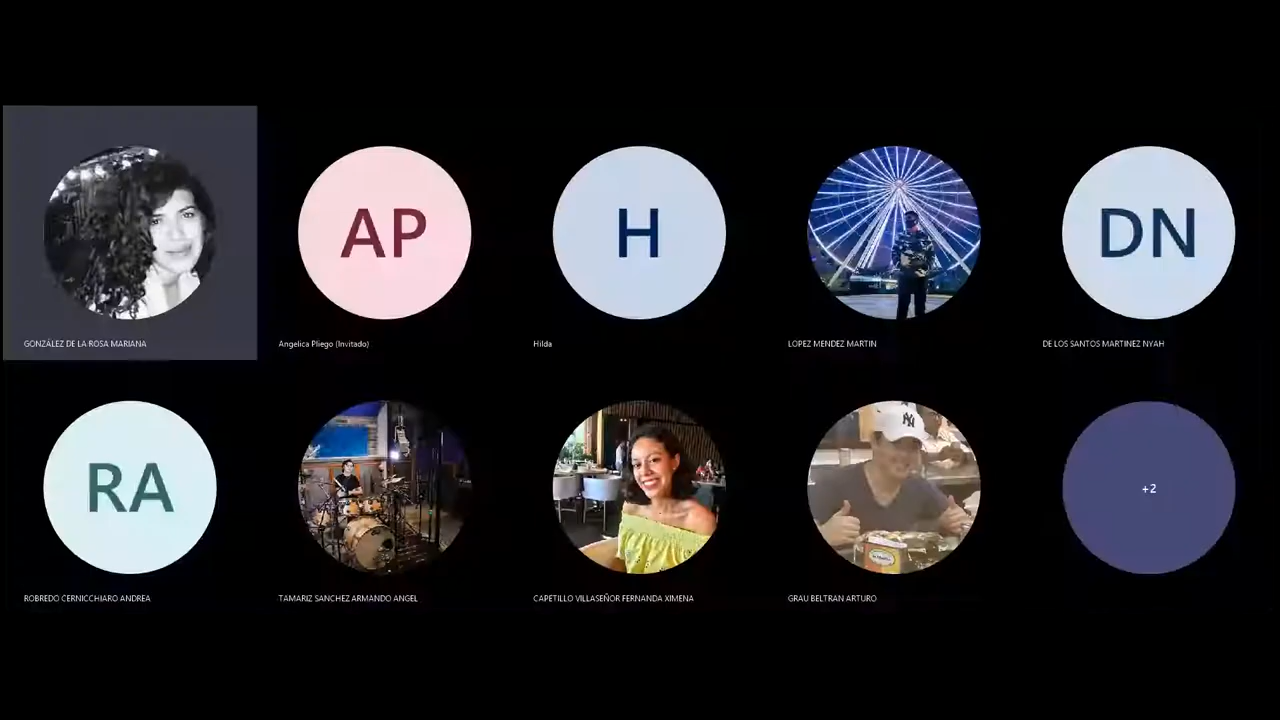 AP
H
DN
GONZÁLEZ DE LA ROSA MARIANA
Angelica Pliego (Invitado)
Hilda
LOPEZ MENDEZ MARTIN
DE LOS SANTOS MARTINEZ NYAH
RA
NY
+2
ROBREDO CERNICCHIARO ANDREA
TAMARIZ SANCHEZ ARMANDO ANGEL
CAPETILLO VILLASEÑOR FERNANDA XIMENA
GRAU BELTRAN ARTURO